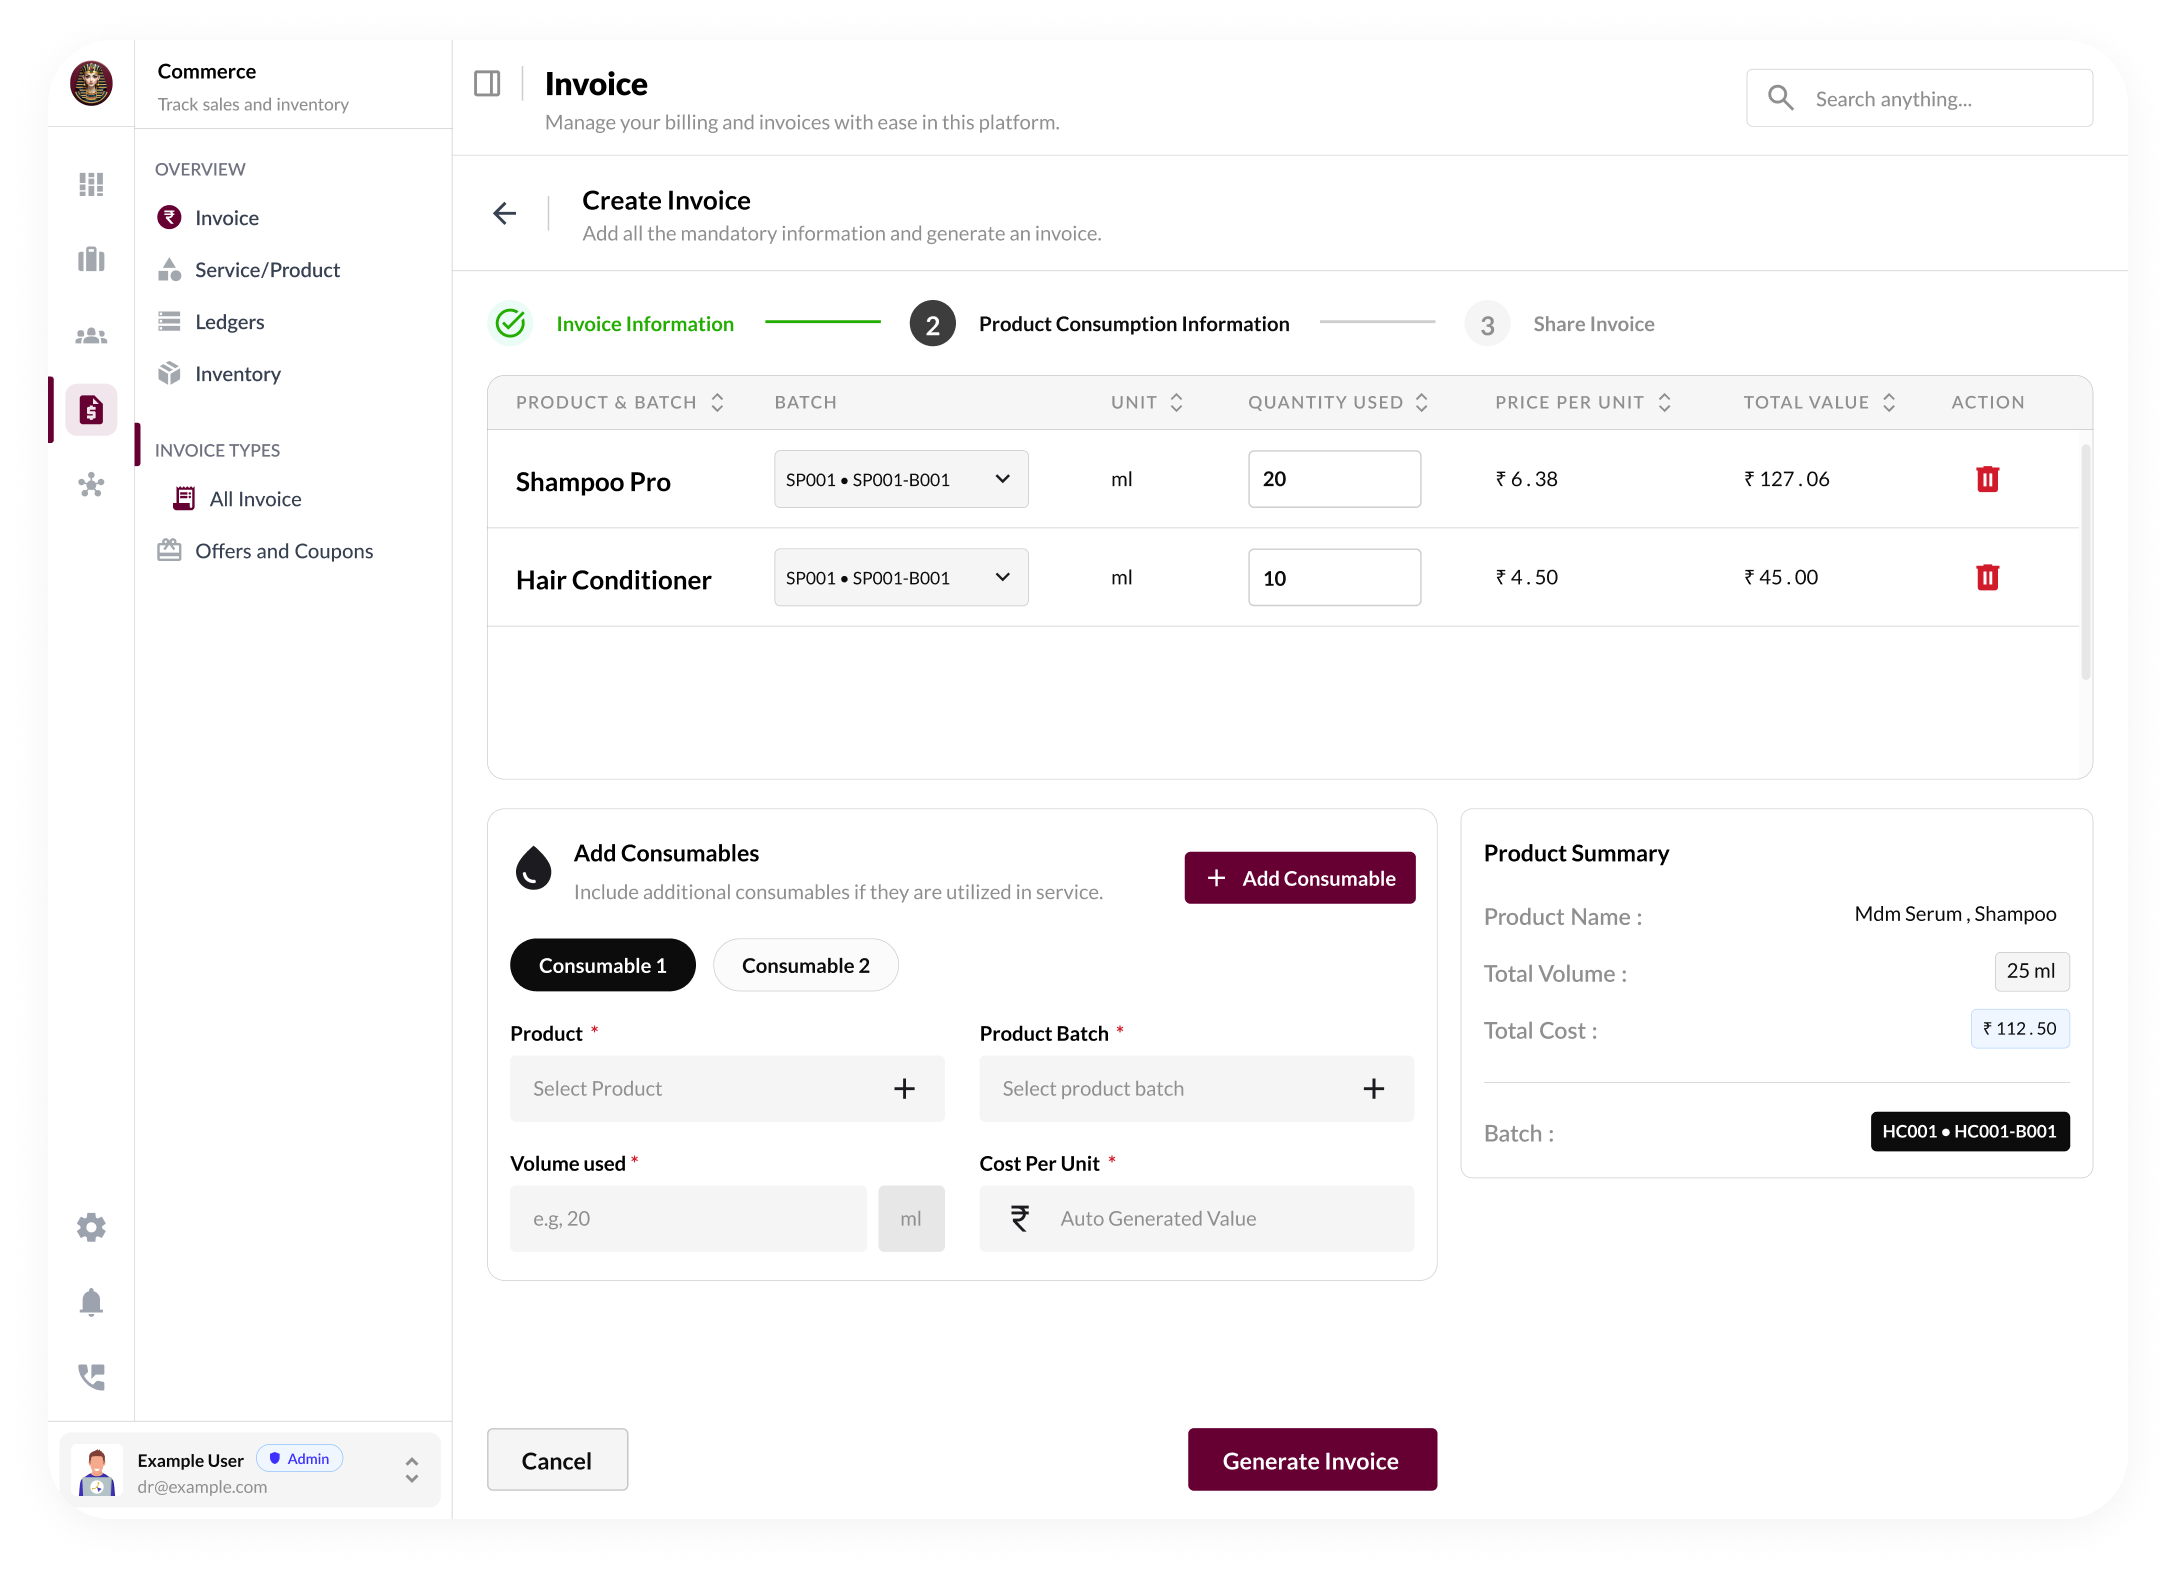 Commerce
Track sales and inventory
OVERVIEW
Invoice
Service/Product
Ledgers
Inventory
INVOICE TYPES
All Invoice
Offers and Coupons
Example User Admin
dr@example.com
Invoice
Manage your billing and invoices with ease in this platform.
Search anything...
Create Invoice
Add all the mandatory information and generate an invoice.
Invoice Information 2 Product Consumption Information 3 Share Invoice
PRODUCT & BATCH BATCH UNIT QUANTITY USED PRICE PER UNIT TOTAL VALUE ACTION
Shampoo Pro SP001 • SP001-B001 ml 20 ₹ 6 . 38 ₹ 127 . 06
Hair Conditioner SP001 • SP001-B001 ml 10 ₹ 4 . 50 ₹ 45 . 00
Add Consumables
Include additional consumables if they are utilized in service.
+ Add Consumable
Consumable 1 Consumable 2
Product * Product Batch *
Select Product + Select product batch +
Volume used * Cost Per Unit *
e.g, 20 ml ₹ Auto Generated Value
Product Summary
Product Name : Mdm Serum , Shampoo
Total Volume : 25 ml
Total Cost : ₹ 112 . 50
Batch : HC001 • HC001-B001
Cancel Generate Invoice